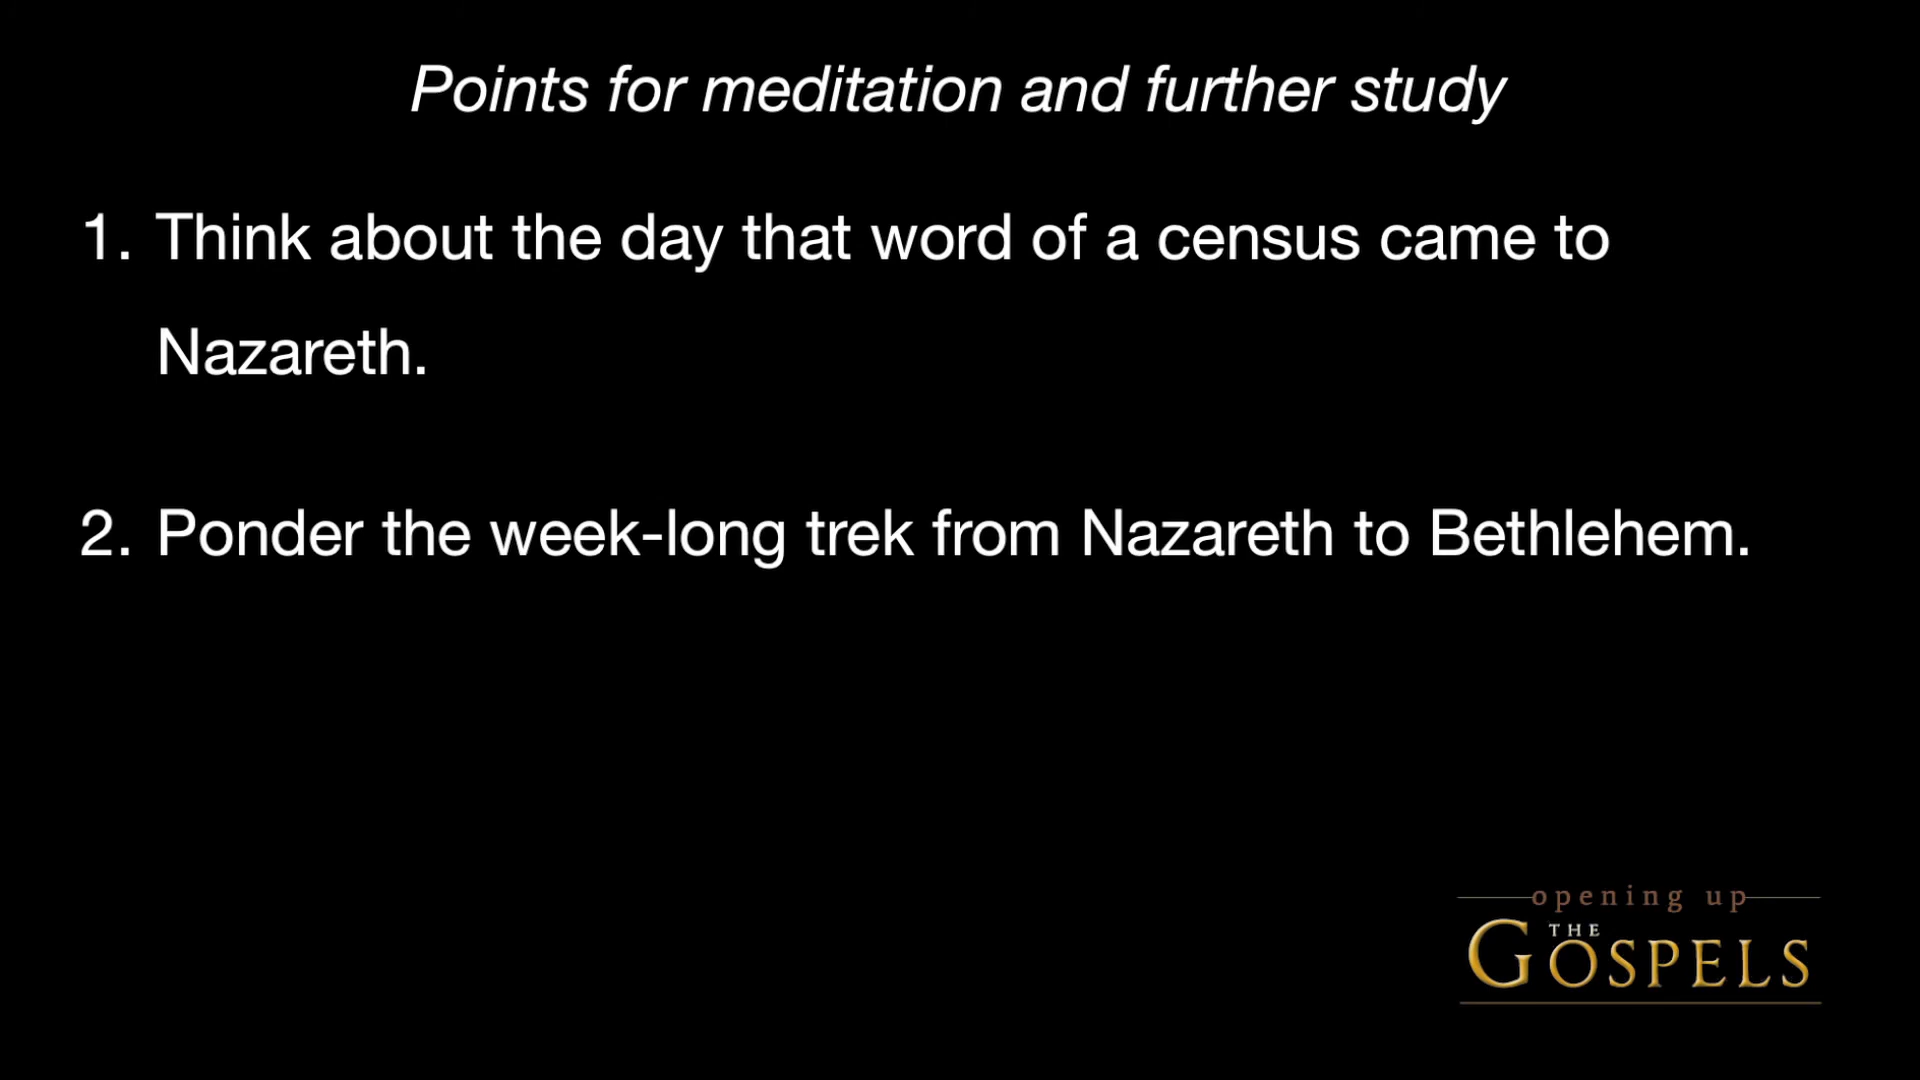 Points for meditation and further study
1. Think about the day that word of a census came to
Nazareth.
2. Ponder the week-long trek from Nazareth to Bethlehem.
opening up
THE
GOSPELS